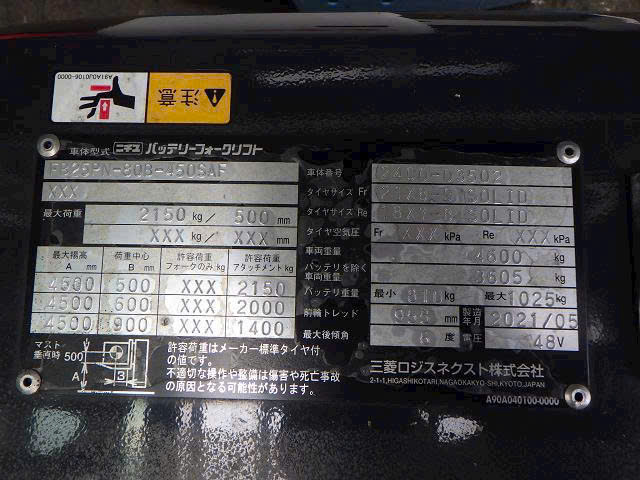 A91A0J0106-0000
注意
車体型式 ニチユ バッテリーフォークリフト
FB25PN-80B-450SAF
XXX
最大荷重 2150 kg/ 500 mm
XXX kg/ XXX mm
最大揚高 A mm 荷重中心 B mm 許容荷重 フォークのみ kg 許容荷重 アタッチメント kg
4500 500 XXX 2150
4500 600 XXX 2000
4500 900 XXX 1400
マスト垂直時 500 A B
許容荷重はメーカー標準タイヤ付
の値です。
不適切な操作や整備は傷害や死亡事故
の原因となる可能性があります。
車体番号
タイヤサイズ Fr
タイヤサイズ Re SOLID
タイヤ空気圧 Fr XXX kPa Re XXX kPa
車両重量 4600 kg
バッテリを除く車両重量 3605 kg
バッテリ重量 最小 kg 最大 1025 kg
前輪トレッド mm 製造年月 2021/05
最大後傾角 度 電圧 48V
三菱ロジスネクスト株式会社
2-1-1,HIGASHIKOTARI,NAGAOKAKYO-SHI,KYOTO,JAPAN
A90A040100-0000